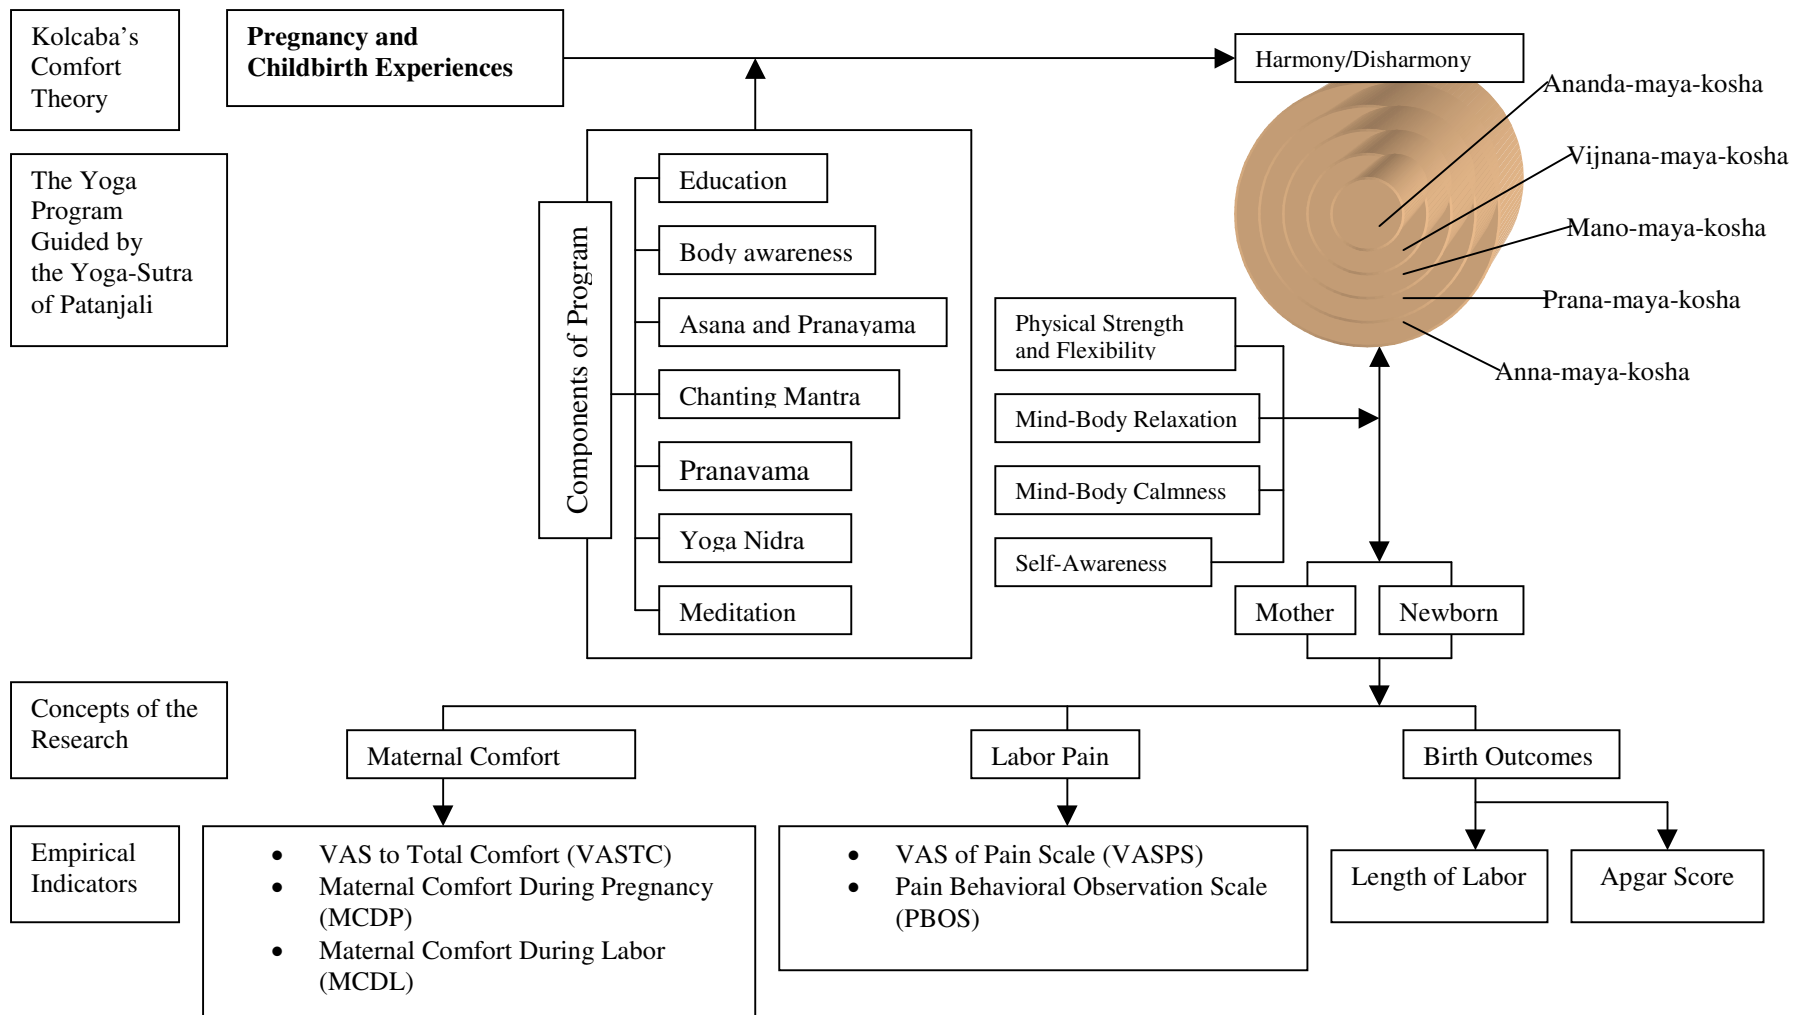 Kolcaba’s
Comfort
Theory
Pregnancy and
Childbirth Experiences
Harmony/Disharmony
Ananda-maya-kosha
Vijnana-maya-kosha
Mano-maya-kosha
Prana-maya-kosha
Anna-maya-kosha
The Yoga
Program
Guided by
the Yoga-Sutra
of Patanjali
Components of Program
Education
Body awareness
Asana and Pranayama
Chanting Mantra
Pranayama
Yoga Nidra
Meditation
Physical Strength
and Flexibility
Mind-Body Relaxation
Mind-Body Calmness
Self-Awareness
Mother
Newborn
Concepts of the
Research
Maternal Comfort
Labor Pain
Birth Outcomes
Empirical
Indicators
• VAS to Total Comfort (VASTC)
• Maternal Comfort During Pregnancy
(MCDP)
• Maternal Comfort During Labor
(MCDL)
• VAS of Pain Scale (VASPS)
• Pain Behavioral Observation Scale
(PBOS)
Length of Labor
Apgar Score